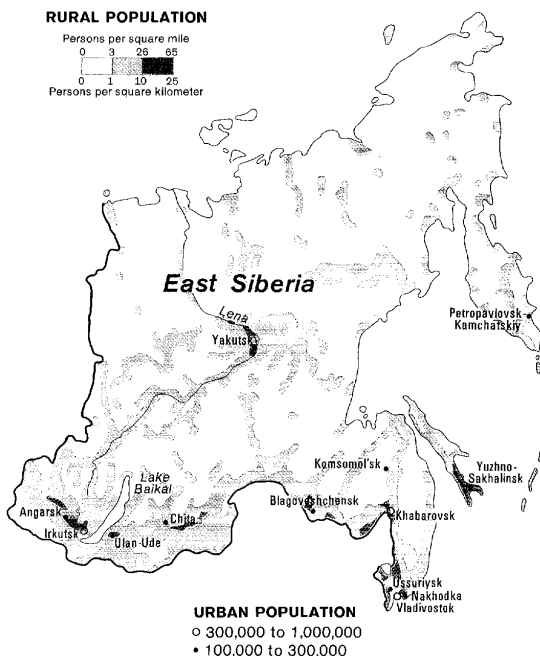 RURAL POPULATION
Persons per square mile
0 3 26 65
0 1 10 25
Persons per square kilometer
East Siberia
Lena
Yakutsk
Petropavlovsk-
Kamchatskiy
Komsomol'sk
Yuzhno-
Sakhalinsk
Lake
Baikal
Angarsk
Irkutsk
Ulan-Ude
Chita
Blagoveshchensk
Khabarovsk
Ussuriysk
Nakhodka
Vladivostok
URBAN POPULATION
300,000 to 1,000,000
100,000 to 300,000